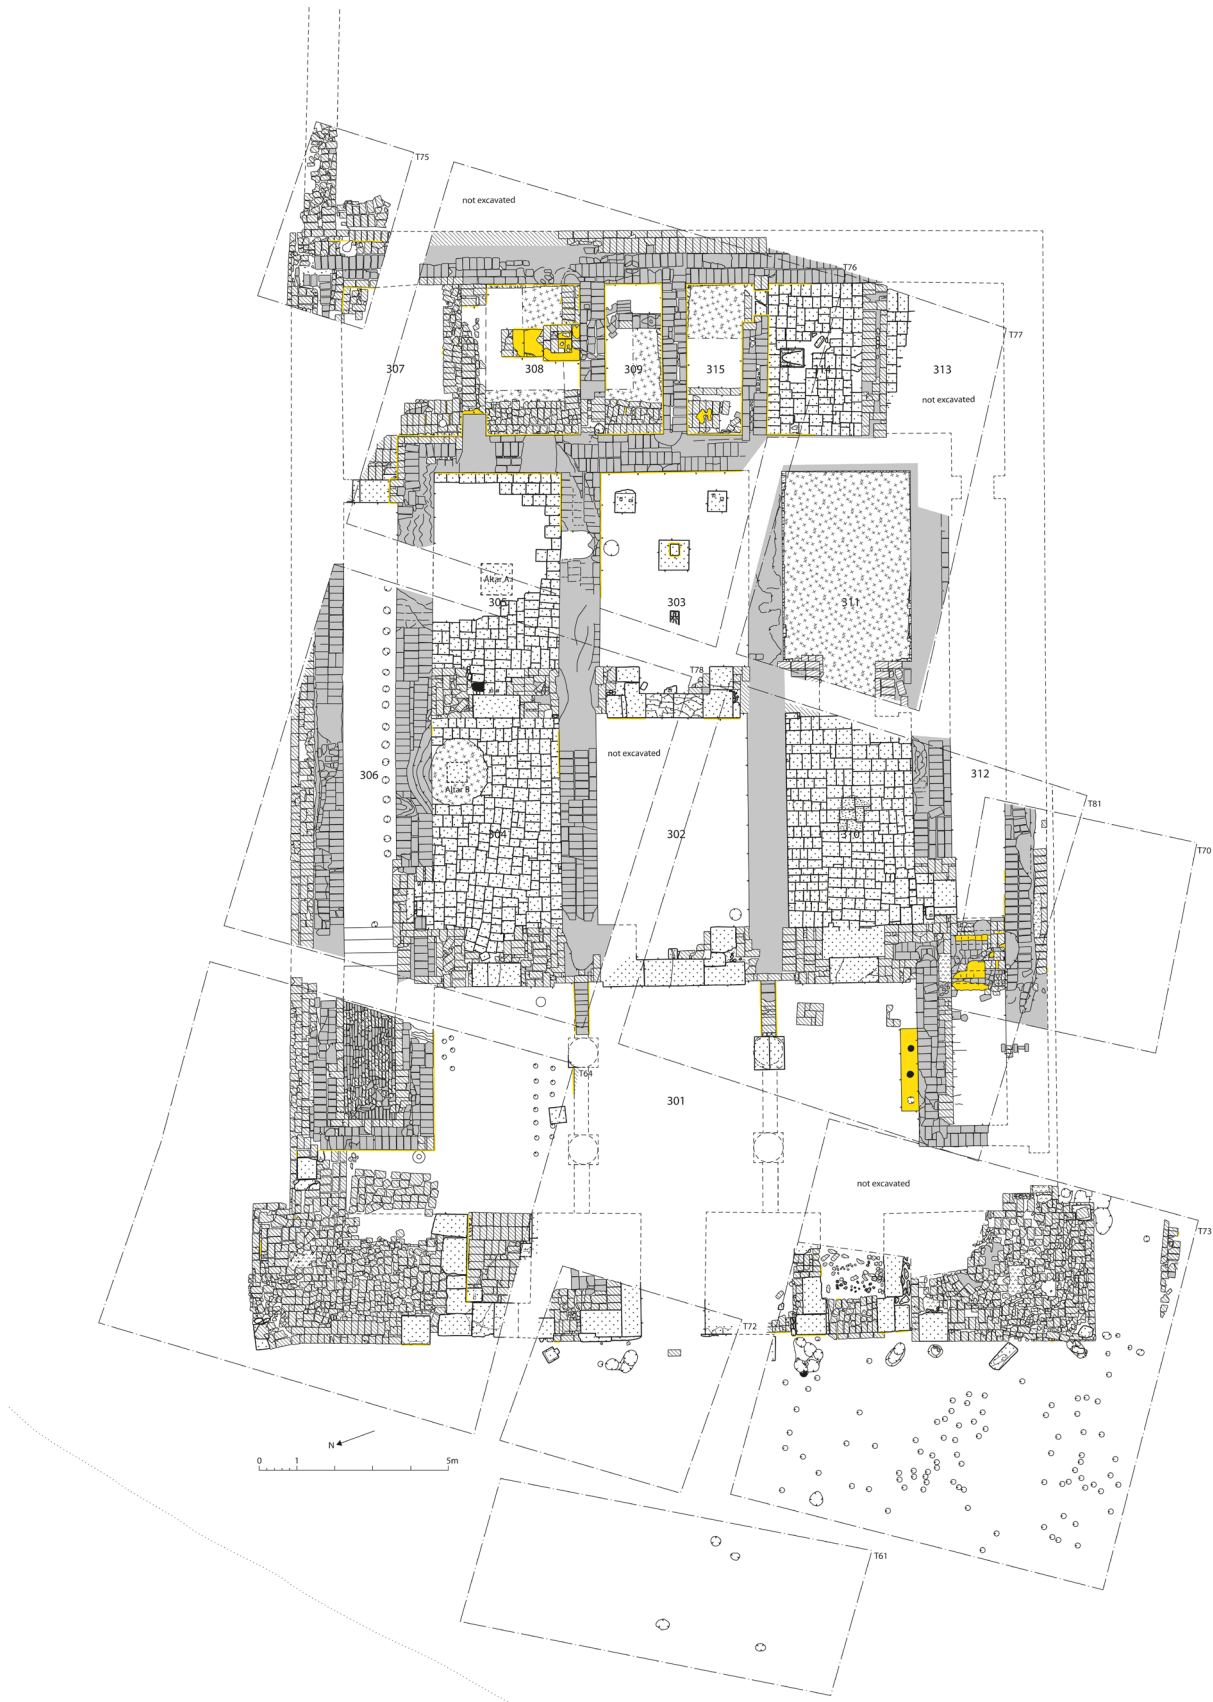 T75
not excavated
T76
T77
307
308
309
315
314
313
not excavated
Altar A
305
303
311
T78
not excavated
306
312
Altar B
T81
304
302
310
T70
T64
301
not excavated
T73
T72
N
0 1 5m
T61